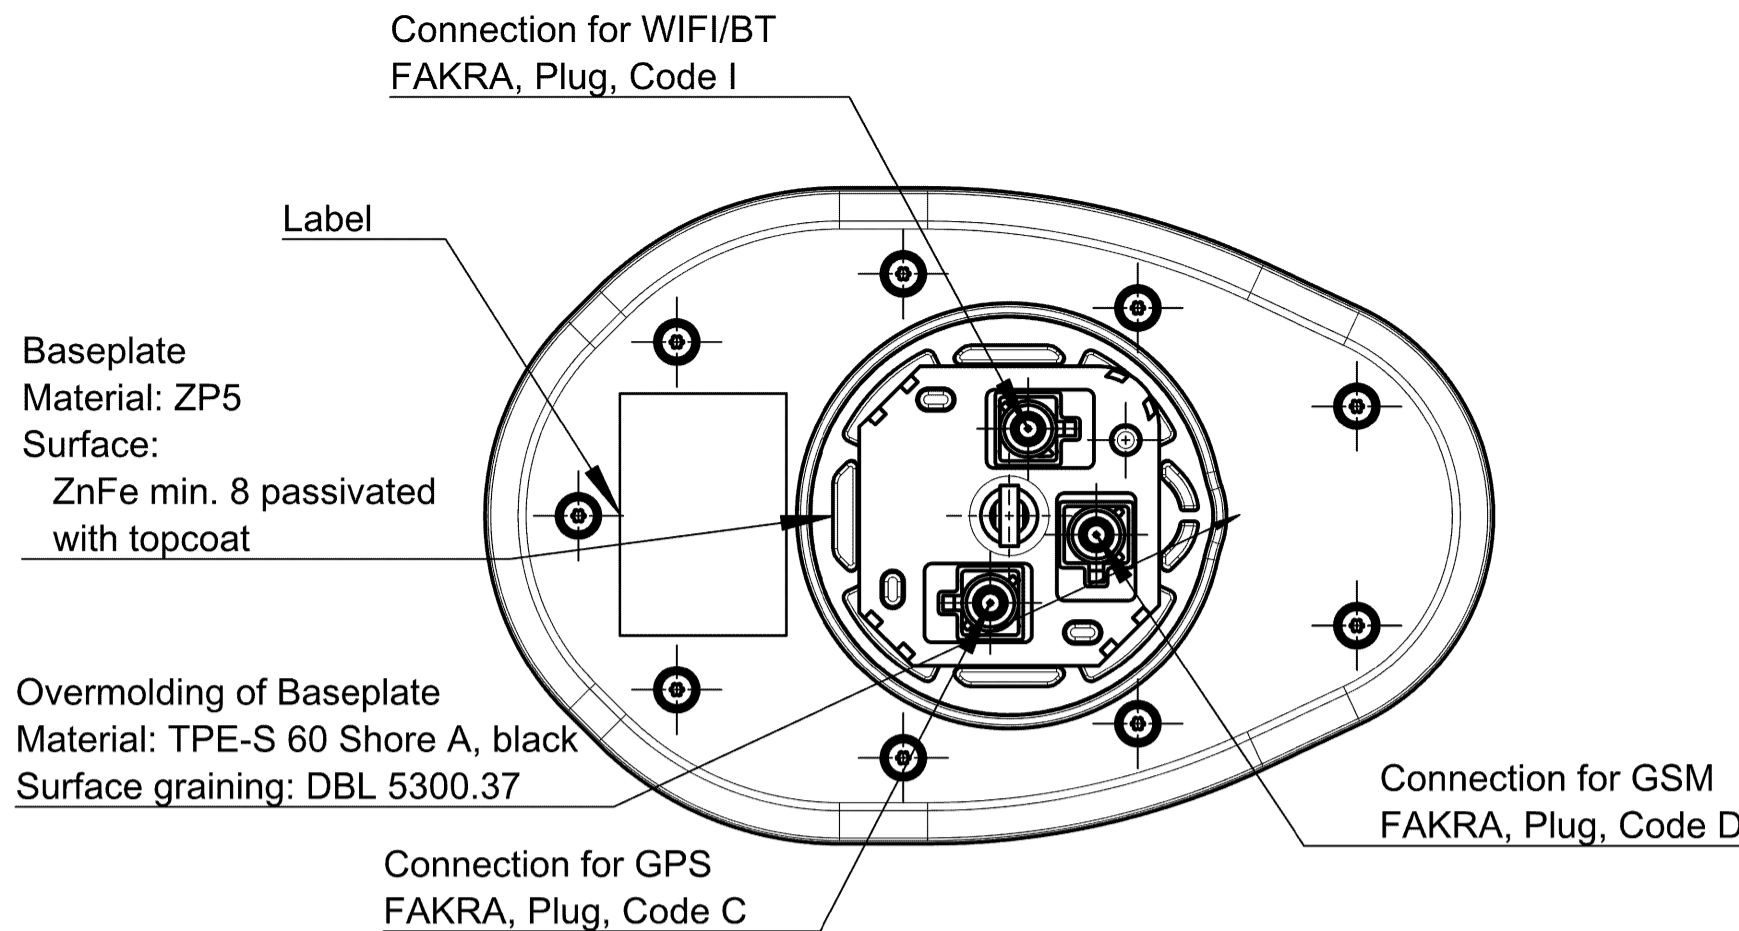 Connection for WIFI/BT
FAKRA, Plug, Code I
Label
Baseplate
Material: ZP5
Surface:
ZnFe min. 8 passivated
with topcoat
Overmolding of Baseplate
Material: TPE-S 60 Shore A, black
Surface graining: DBL 5300.37
Connection for GSM
FAKRA, Plug, Code D
Connection for GPS
FAKRA, Plug, Code C